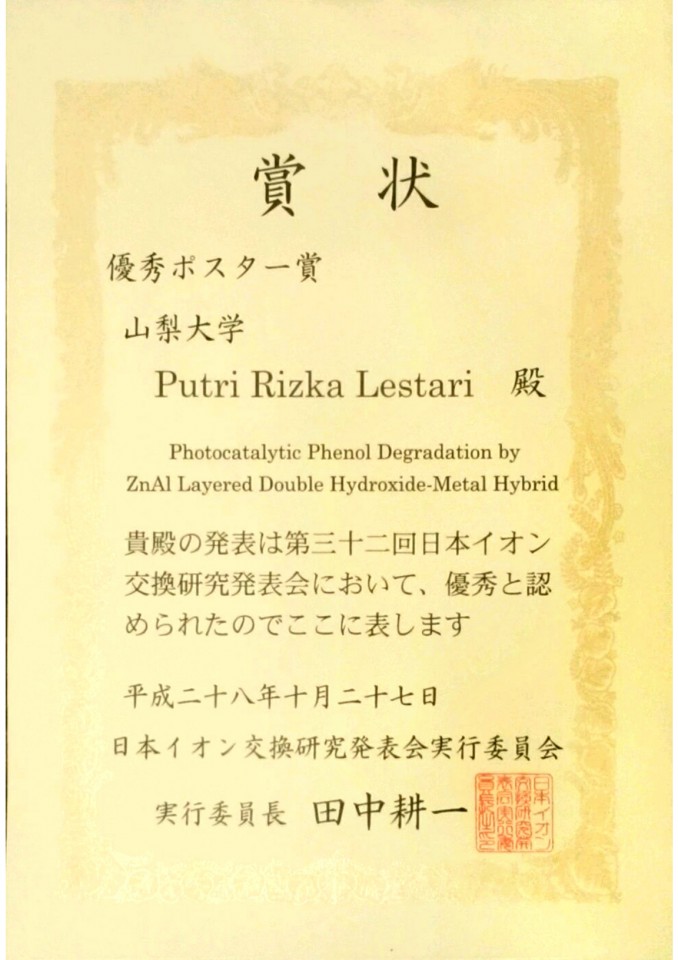 賞 状
優秀ポスター賞
山梨大学
Putri Rizka Lestari 殿
Photocatalytic Phenol Degradation by
ZnAl Layered Double Hydroxide-Metal Hybrid
貴殿の発表は第三十二回日本イオン
交換研究発表会において、優秀と認
められたのでここに表します
平成二十八年十月二十七日
日本イオン交換研究発表会実行委員会
実行委員長 田中耕一